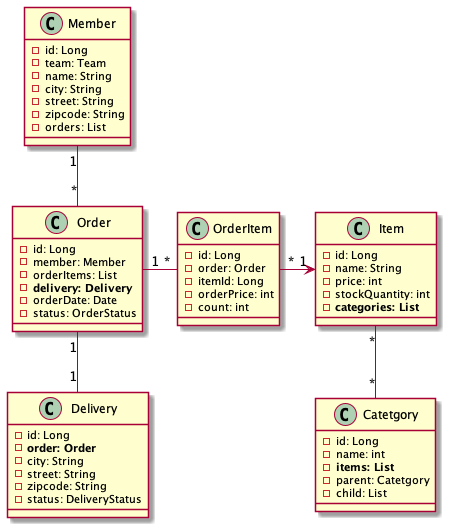 C Member
id: Long
team: Team
name: String
city: String
street: String
zipcode: String
orders: List
1
*
C Order
id: Long
member: Member
orderItems: List
delivery: Delivery
orderDate: Date
status: OrderStatus
1 *
C OrderItem
id: Long
order: Order
itemId: Long
orderPrice: int
count: int
* 1
C Item
id: Long
name: String
price: int
stockQuantity: int
categories: List
1
1
*
*
C Delivery
id: Long
order: Order
city: String
street: String
zipcode: String
status: DeliveryStatus
C Catetgory
id: Long
name: int
items: List
parent: Catetgory
child: List